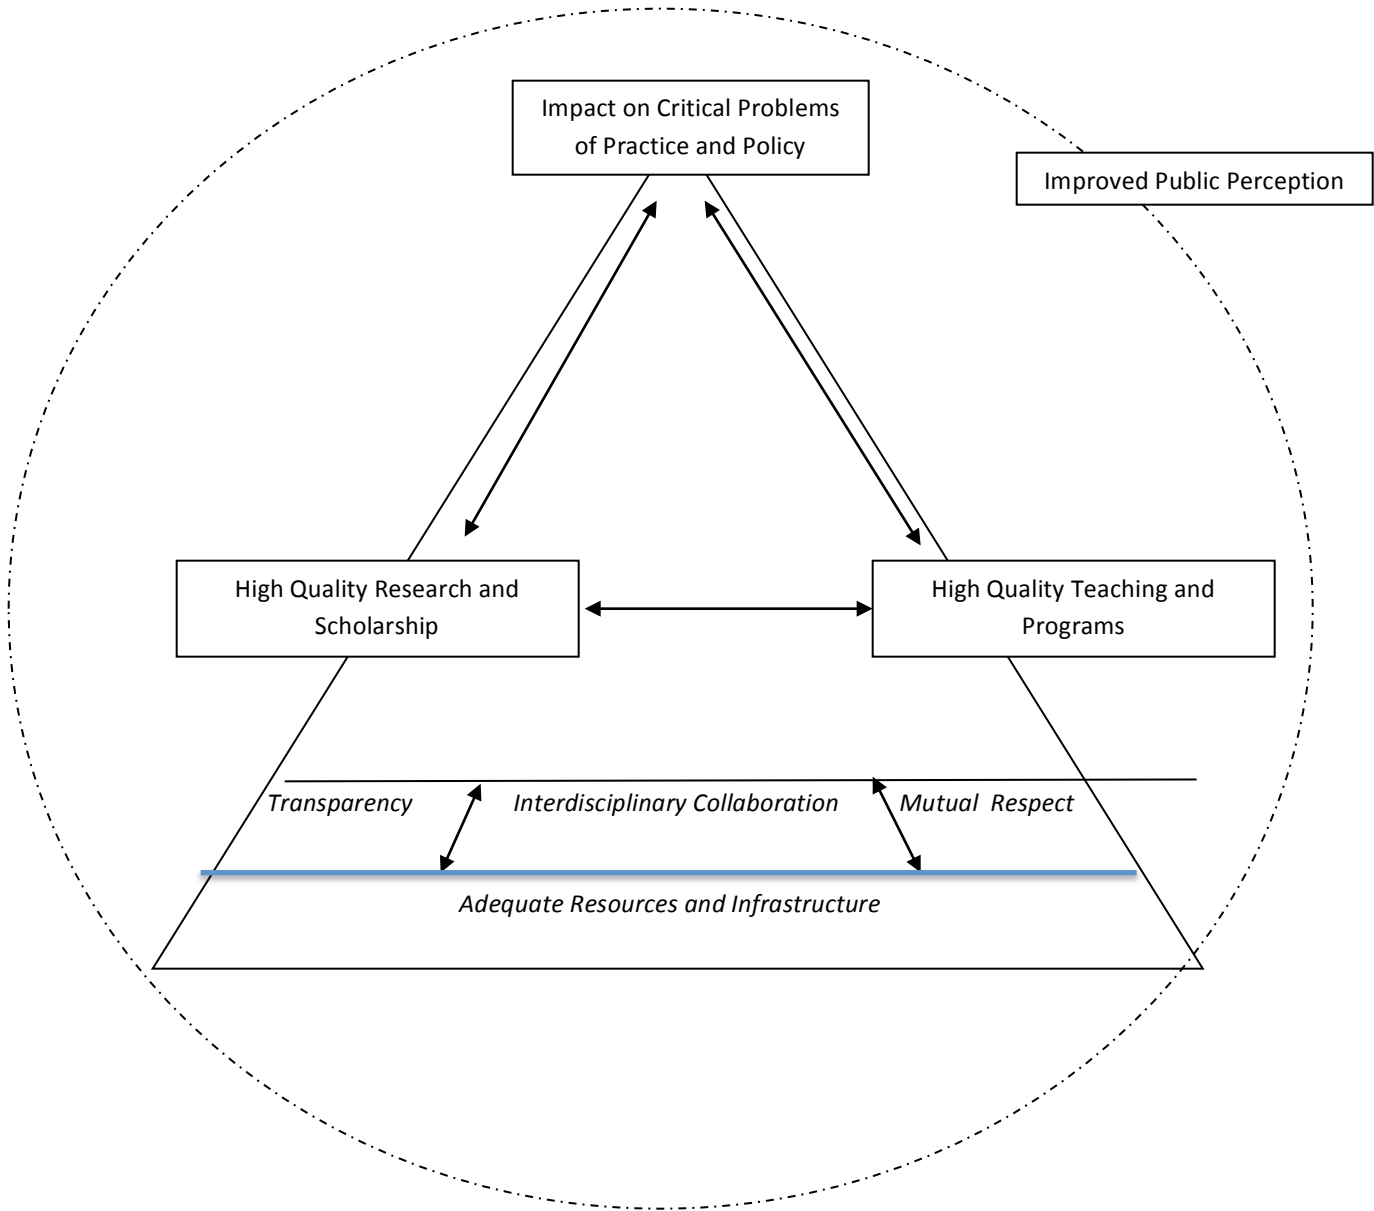 Impact on Critical Problems
of Practice and Policy
Improved Public Perception
High Quality Research and
Scholarship
High Quality Teaching and
Programs
Transparency
Interdisciplinary Collaboration
Mutual  Respect
Adequate Resources and Infrastructure